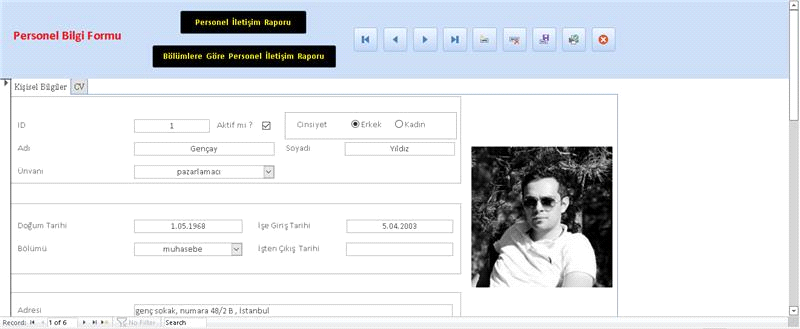 Personel Bilgi Formu
Personel İletişim Raporu
Bölümlere Göre Personel İletişim Raporu
Kişisel Bilgiler CV
ID 1 Aktif mı ? Cinsiyet Erkek Kadın
Adı Gençay Soyadı Yıldız
Ünvanı pazarlamacı
Doğum Tarihi 1.05.1968 İşe Giriş Tarihi 5.04.2003
Bölümü muhasebe İşten Çıkış Tarihi
Adresi genç sokak, numara 48/2 B , İstanbul
Record: 1 of 6 No Filter Search